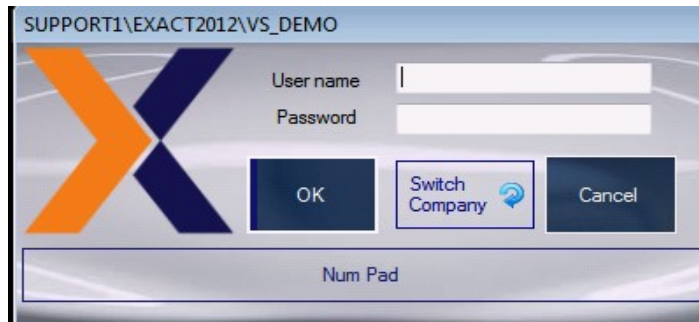 SUPPORT1\EXACT2012\VS_DEMO
User name
Password
OK
Switch
Company
Cancel
Num Pad